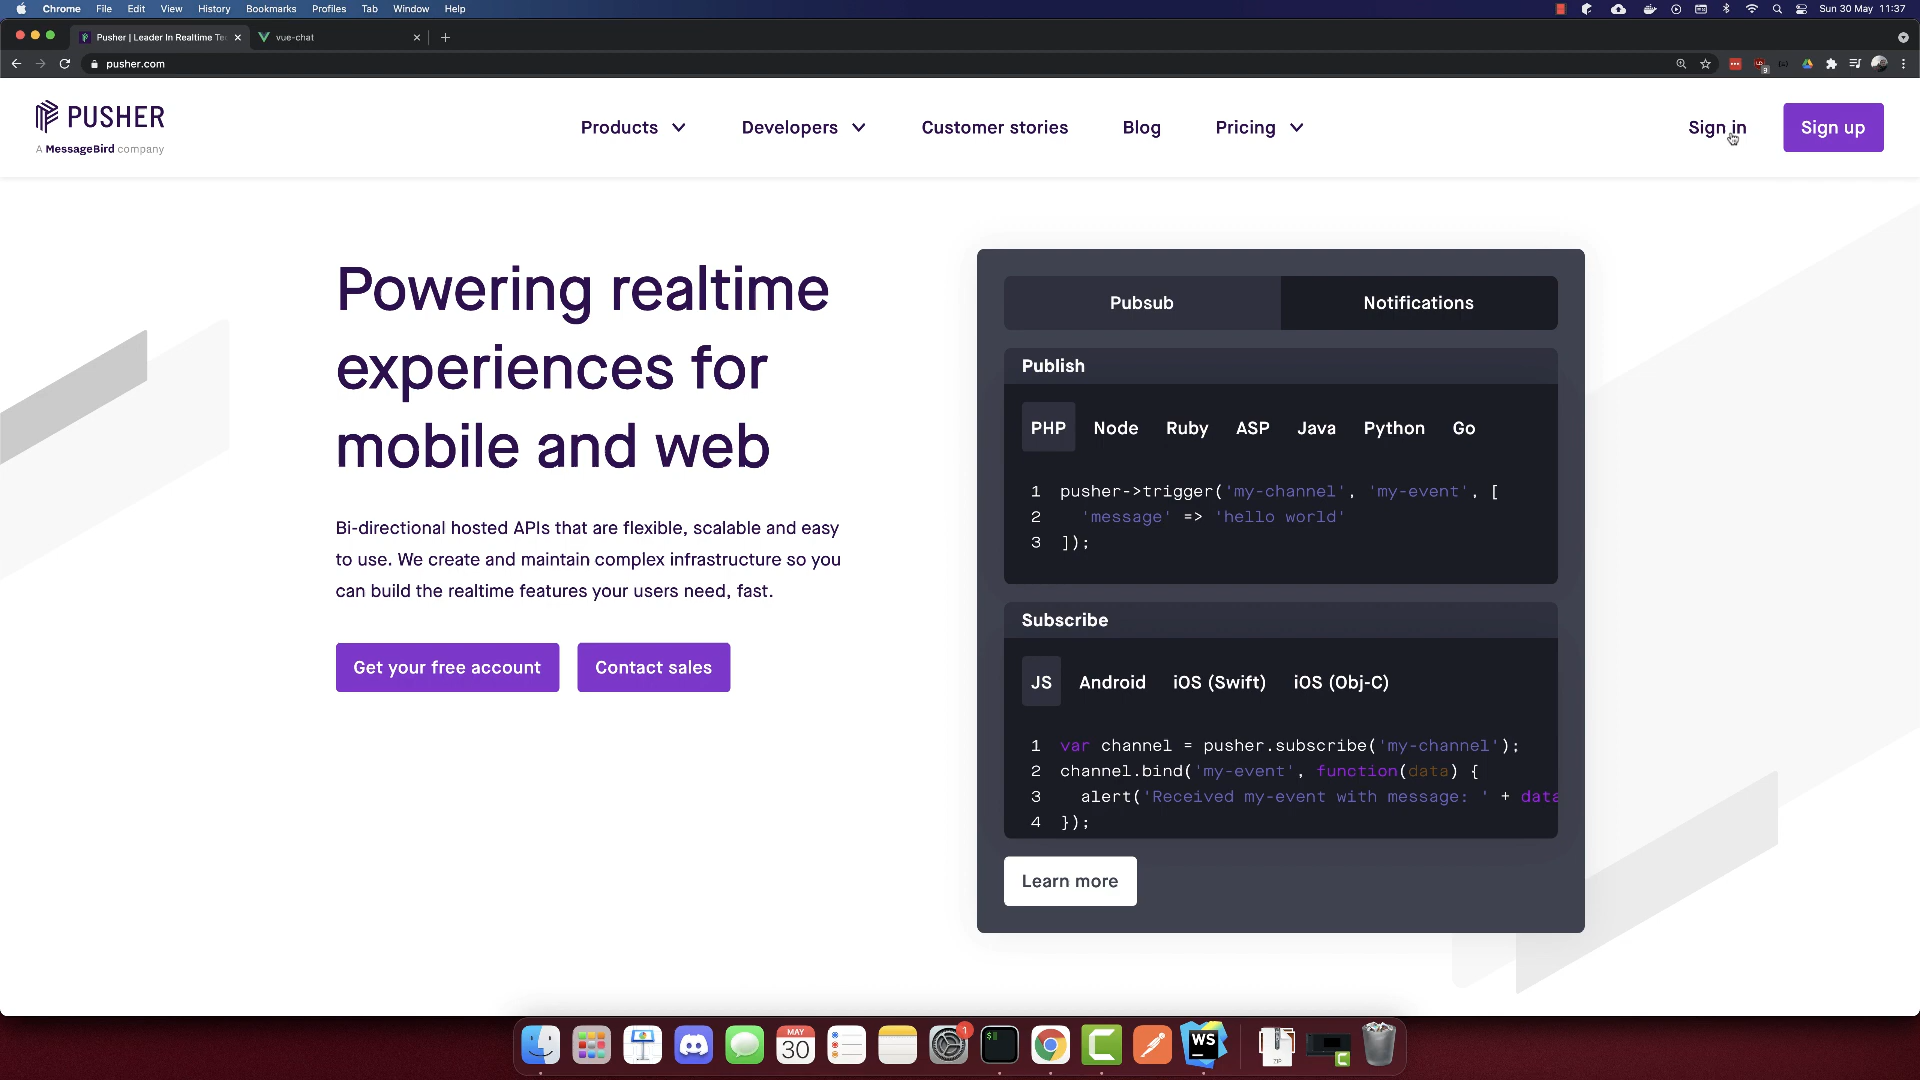 Chrome File Edit View History Bookmarks Profiles Tab Window Help
Sun 30 May 11:37
Pusher | Leader In Realtime Te
vue-chat
pusher.com
PUSHER
A MessageBird company
Products
Developers
Customer stories
Blog
Pricing
Sign in
Sign up
Powering realtime
experiences for
mobile and web
Bi-directional hosted APIs that are flexible, scalable and easy
to use. We create and maintain complex infrastructure so you
can build the realtime features your users need, fast.
Get your free account
Contact sales
Pubsub
Notifications
Publish
PHP Node Ruby ASP Java Python Go
1 pusher->trigger('my-channel', 'my-event', [
2 'message' => 'hello world'
3 ]);
Subscribe
JS Android iOS (Swift) iOS (Obj-C)
1 var channel = pusher.subscribe('my-channel');
2 channel.bind('my-event', function(data) {
3 alert('Received my-event with message: ' + data
4 });
Learn more
MAY
30
1
$
WS
ZIP